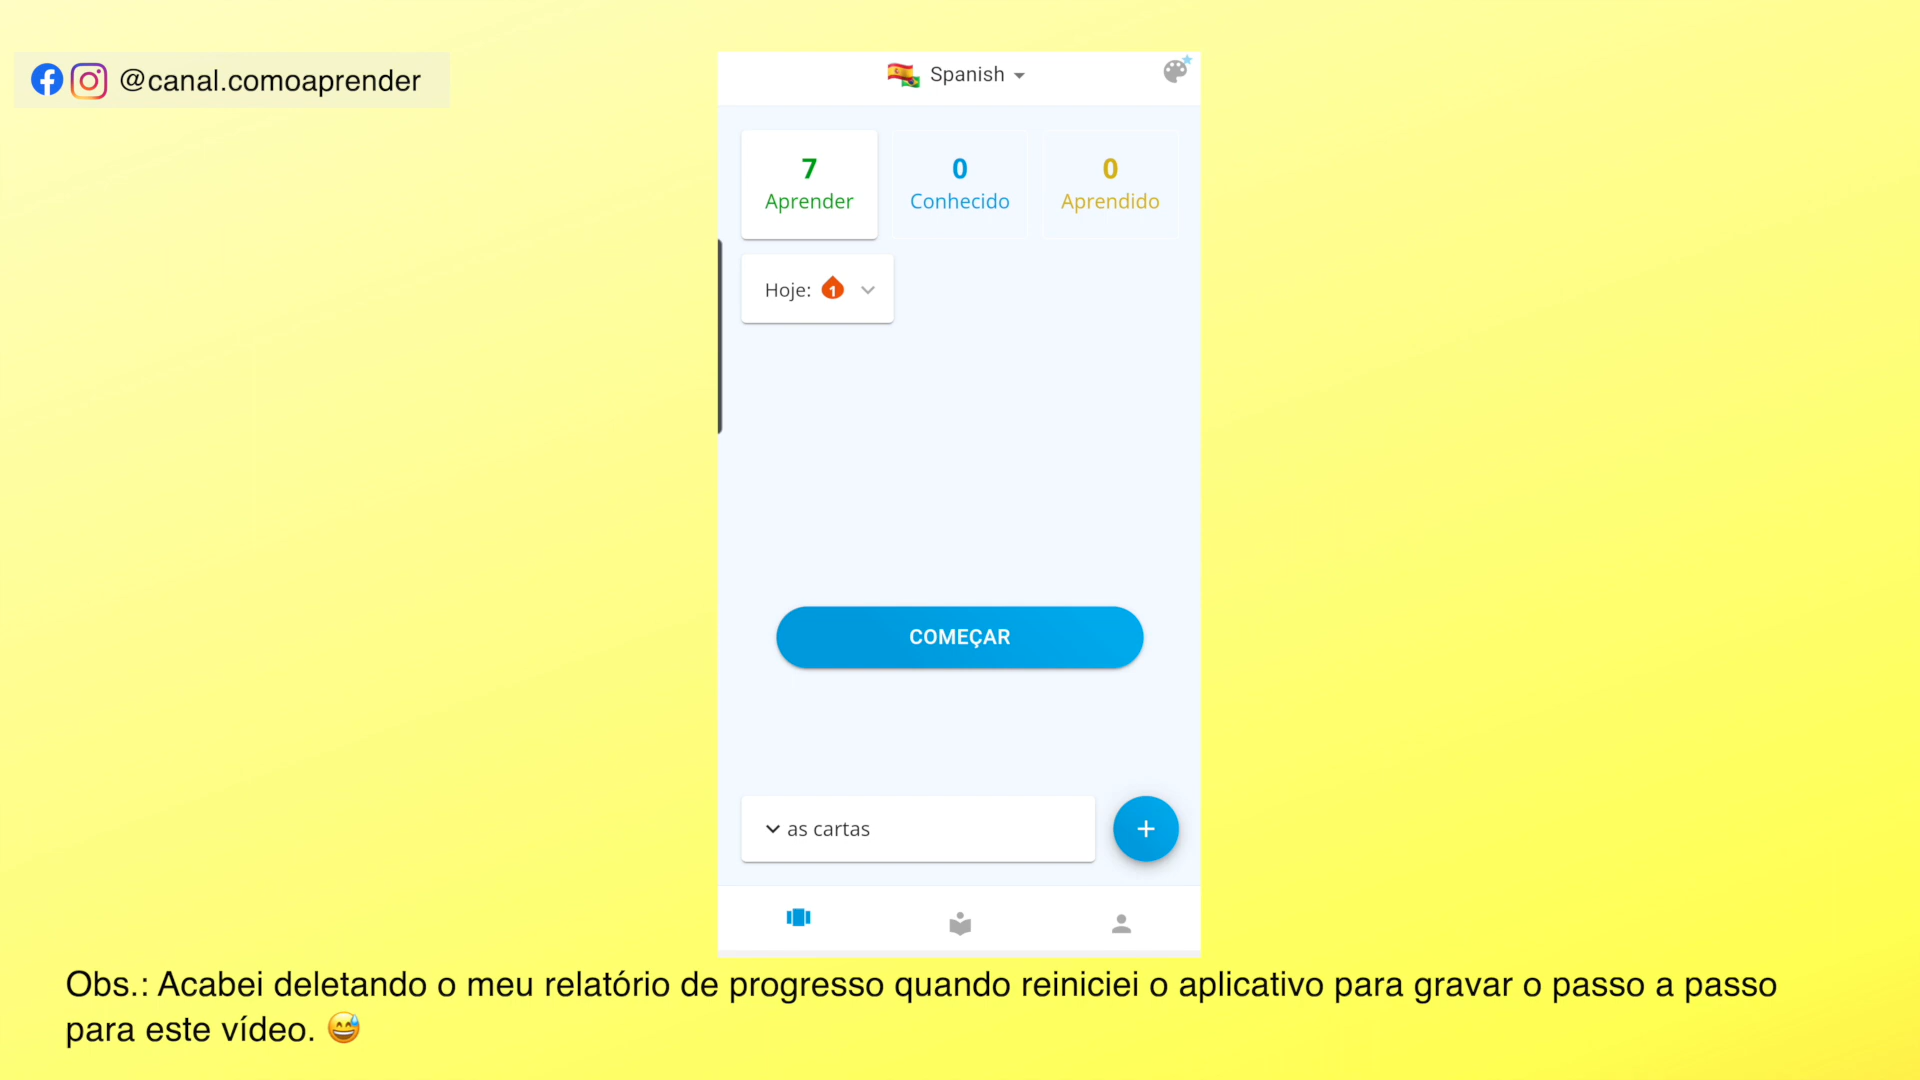 @canal.comoaprender
Spanish
7
Aprender
0
Conhecido
0
Aprendido
Hoje: 1
COMEÇAR
as cartas
+
Obs.: Acabei deletando o meu relatório de progresso quando reiniciei o aplicativo para gravar o passo a passo
para este vídeo. 😅